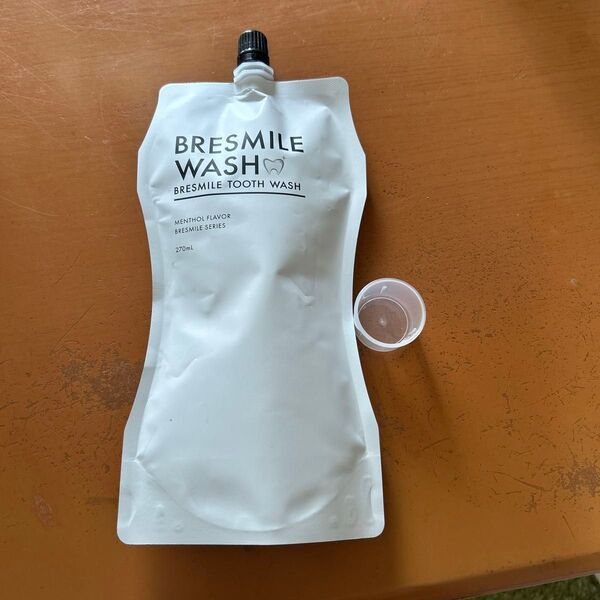 BRESMILE
WASH
BRESMILE TOOTH WASH
MENTHOL FLAVOR
BRESMILE SERIES
270mL